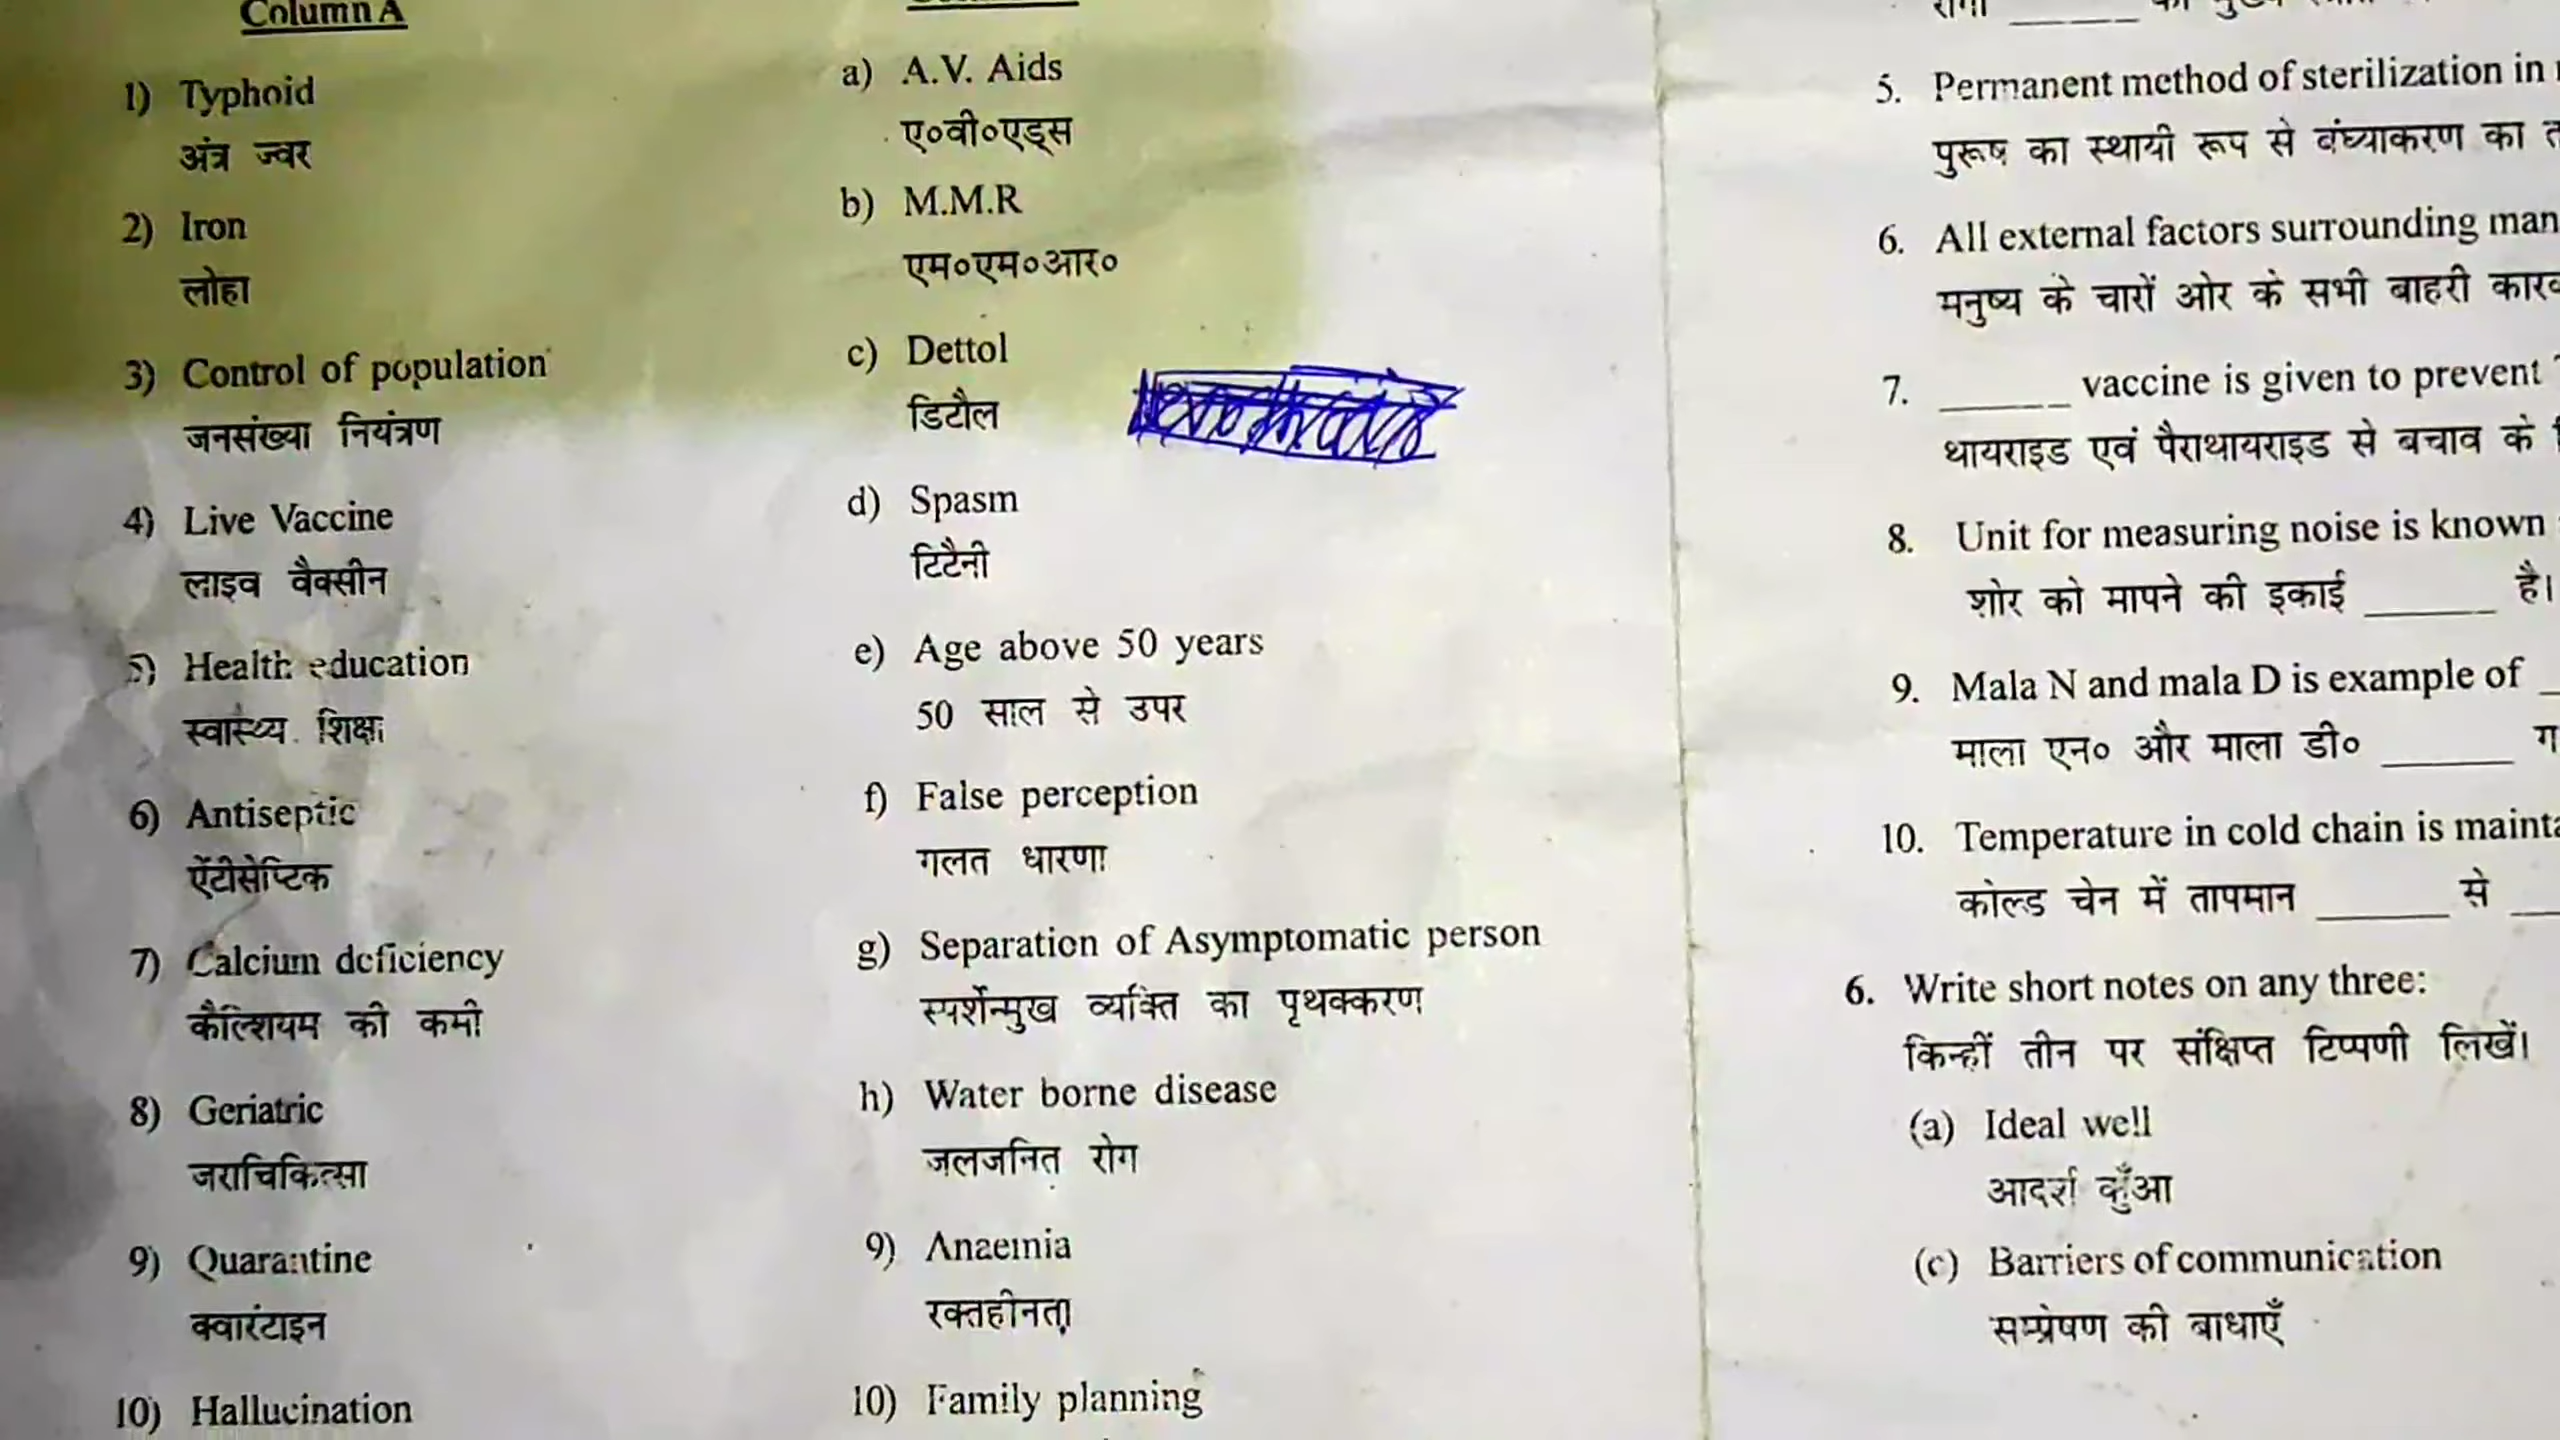 Column A
1) Typhoid
अंत्र ज्वर
2) Iron
लोहा
3) Control of population
जनसंख्या नियंत्रण
4) Live Vaccine
लाइव वैक्सीन
5) Health education
स्वास्थ्य शिक्षा
6) Antiseptic
ऐंटीसेप्टिक
7) Calcium deficiency
कैल्शियम की कमी
8) Geriatric
जराचिकित्सा
9) Quarantine
क्वारंटाइन
10) Hallucination
a) A.V. Aids
ए०वी०एड्स
b) M.M.R
एम०एम०आर०
c) Dettol
डिटौल
d) Spasm
टिटैनी
e) Age above 50 years
50 साल से उपर
f) False perception
गलत धारणा
g) Separation of Asymptomatic person
स्पर्शेन्मुख व्यक्ति का पृथक्करण
h) Water borne disease
जलजनित रोग
9) Anaemia
रक्तहीनता
10) Family planning
5. Permanent method of sterilization in
पुरूष का स्थायी रूप से बंघ्याकरण का
6. All external factors surrounding man
मनुष्य के चारों ओर के सभी बाहरी
7. ______ vaccine is given to prevent
थायराइड एवं पैराथायराइड से बचाव के
8. Unit for measuring noise is known
शोर को मापने की इकाई ______ है।
9. Mala N and mala D is example of
माला एन० और माला डी० ______
10. Temperature in cold chain is
कोल्ड चेन में तापमान ______ से
6. Write short notes on any three:
किन्हीं तीन पर संक्षिप्त टिप्पणी लिखें।
(a) Ideal well
आदर्श कुँआ
(c) Barriers of communication
सम्प्रेषण की बाधाएँ